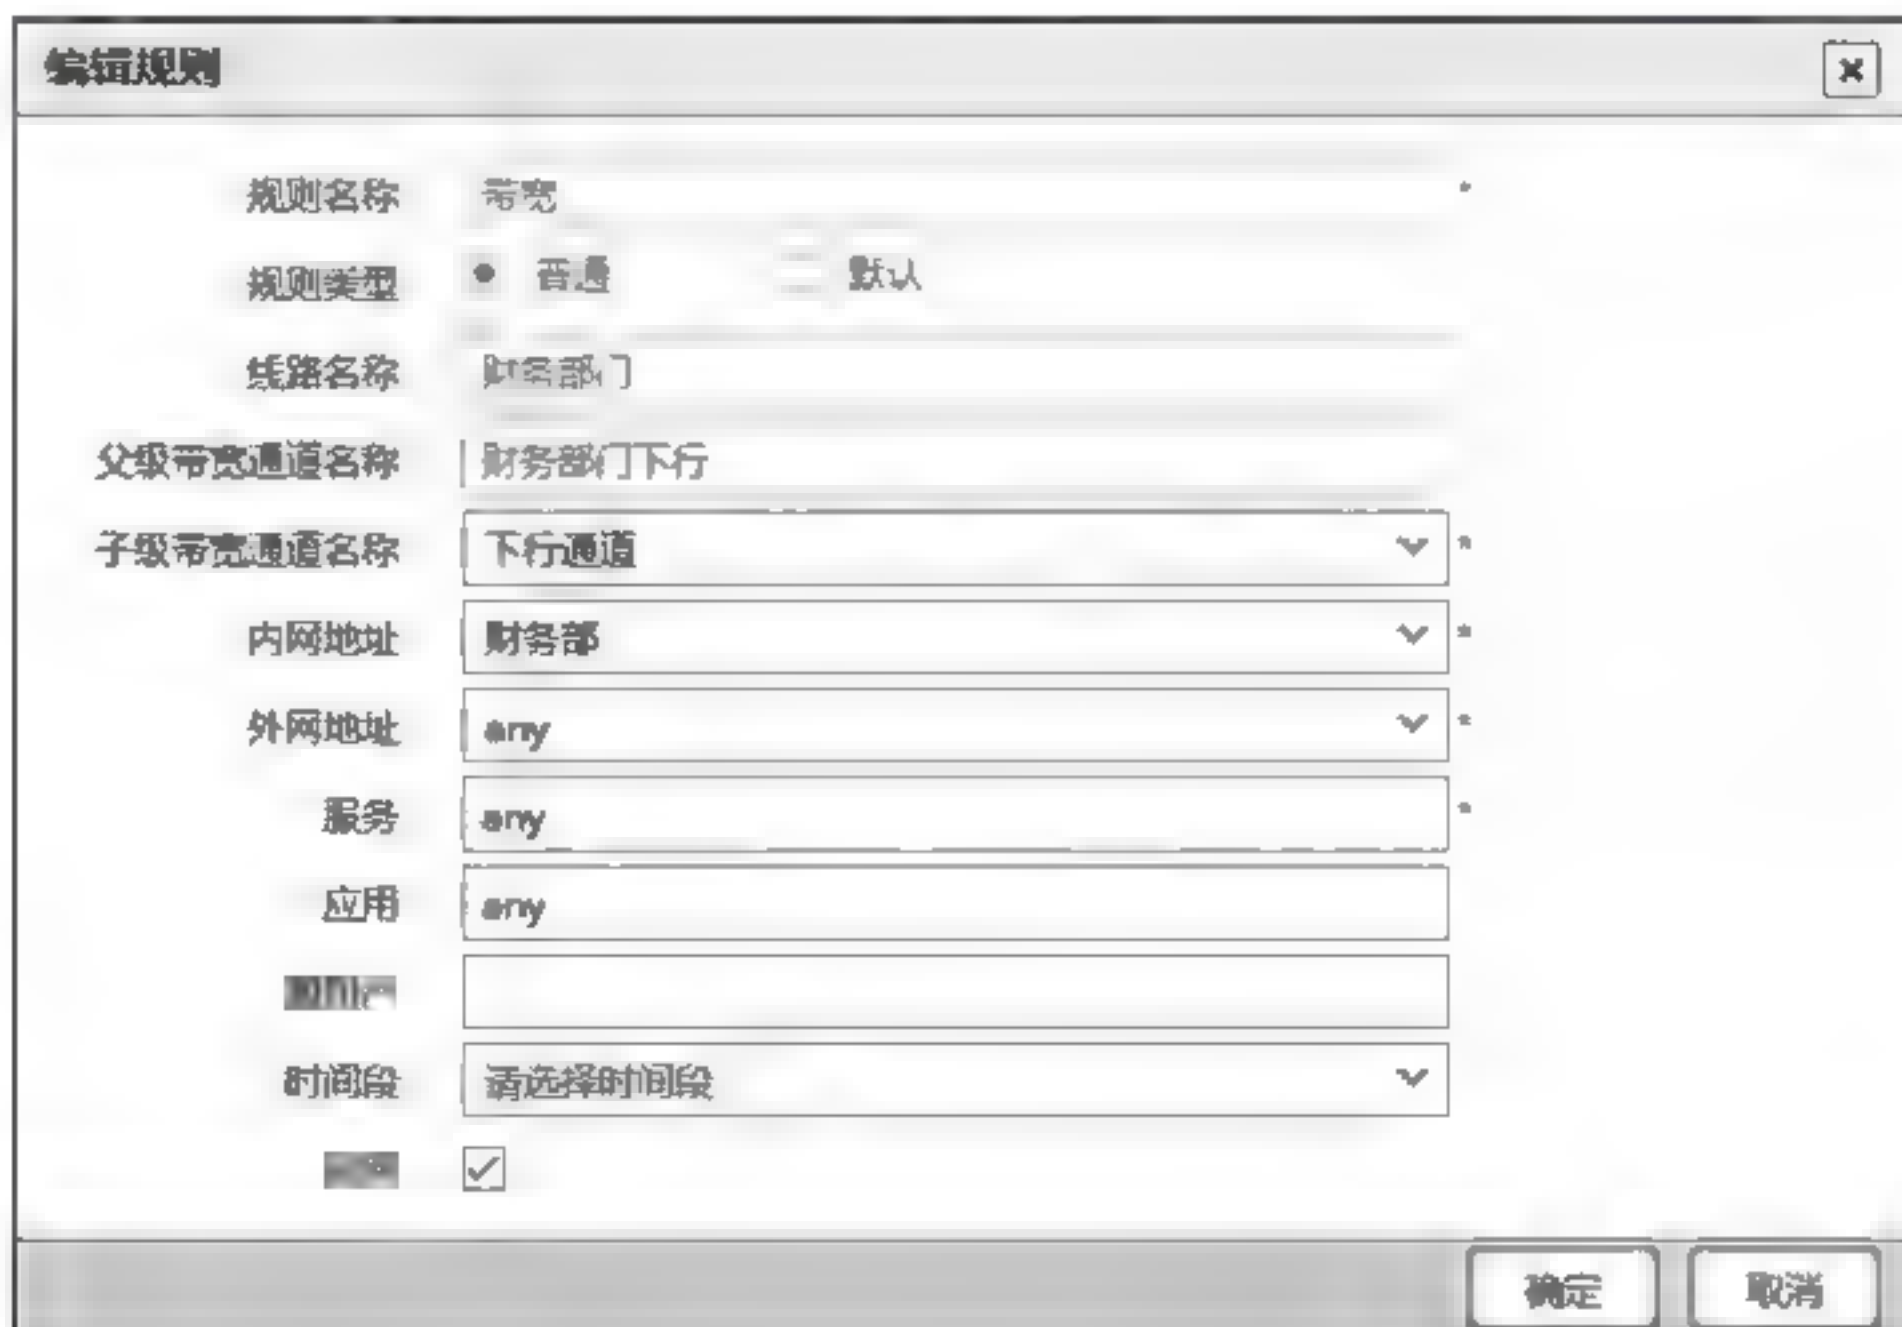 编辑规则
规则名称 带宽 *
规则类型 普通 默认
线路名称 财务部门
父级带宽通道名称 财务部门下行
子级带宽通道名称 下行通道 *
内网地址 财务部 *
外网地址 any *
服务 any *
应用 any
时间段 请选择时间段
确定 取消